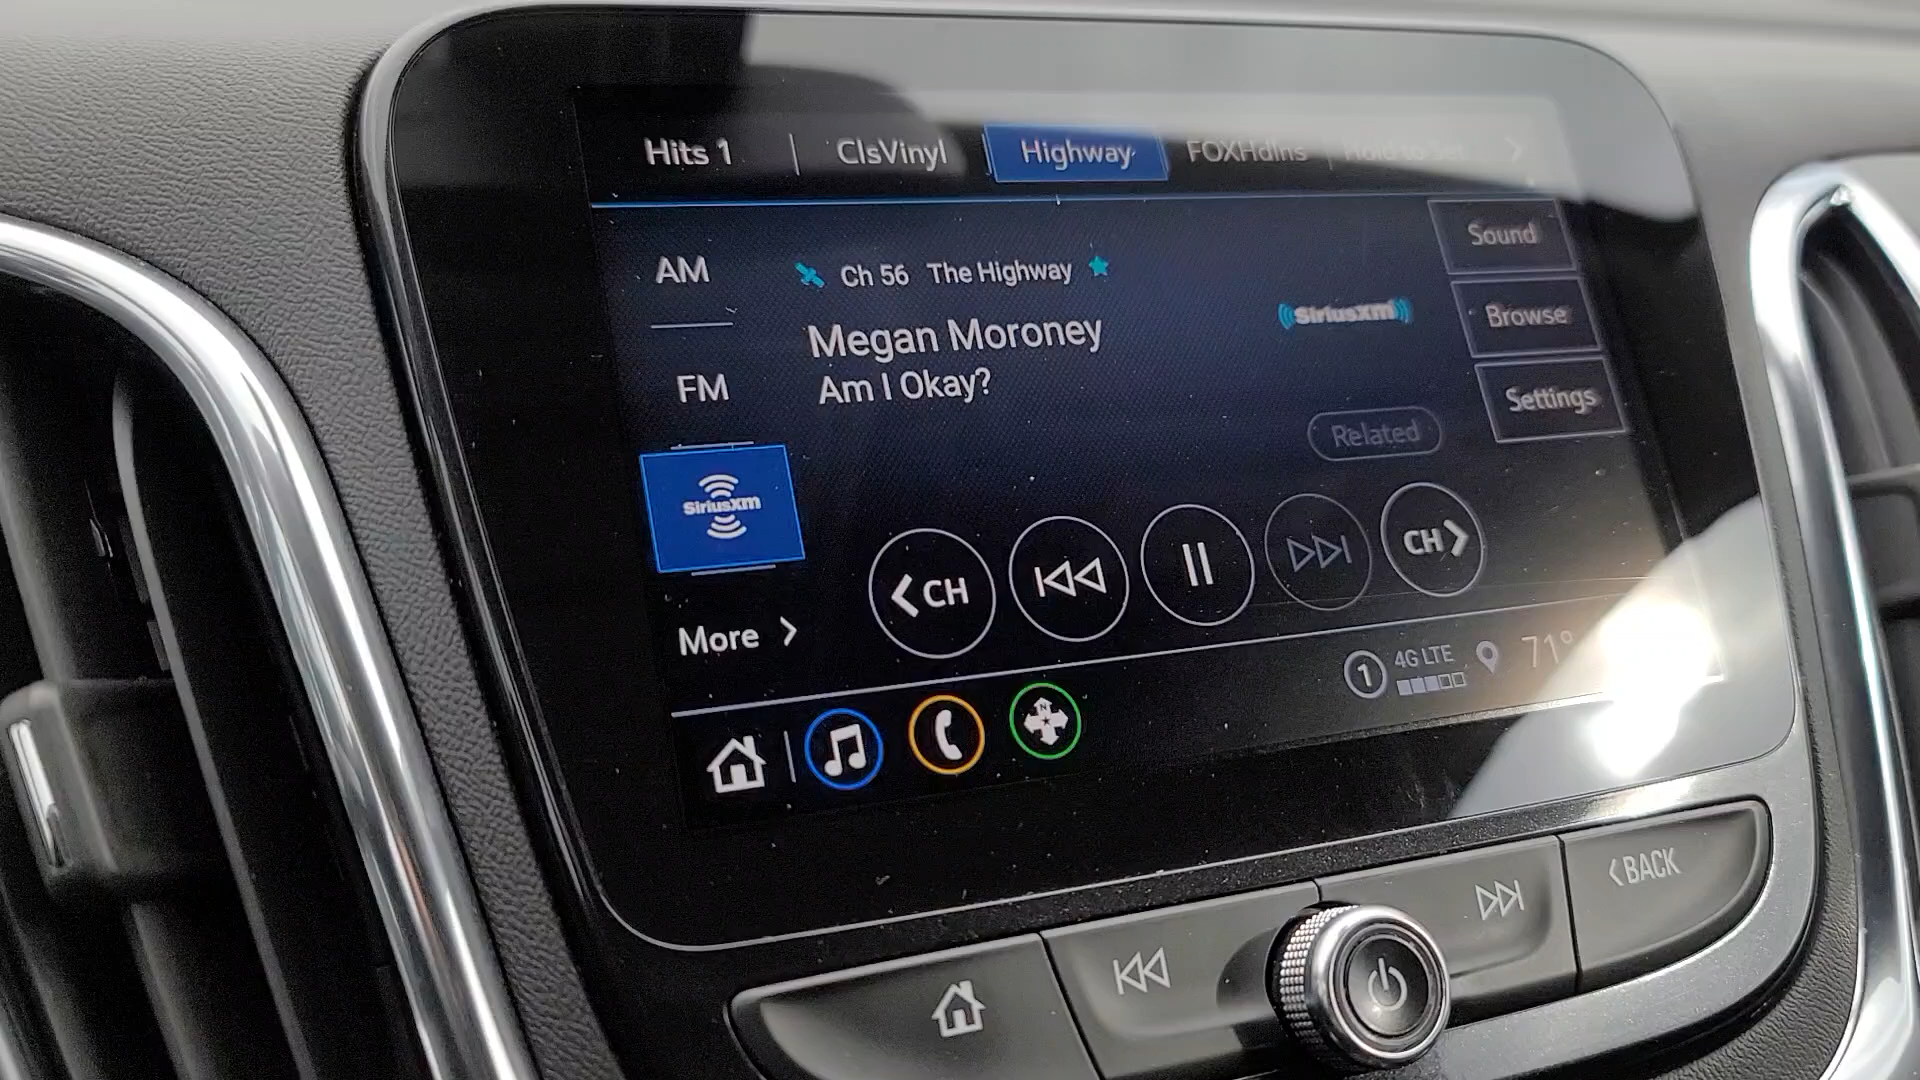 Hits 1
ClsVinyl
Highway
FOXHdlns
Hold to Set
AM
Ch 56 The Highway
Sound
Megan Moroney
SiriusXM
Browse
Am I Okay?
FM
Settings
Related
SiriusXM
<CH
CH>
More >
1
4G LTE
71°
N
<BACK